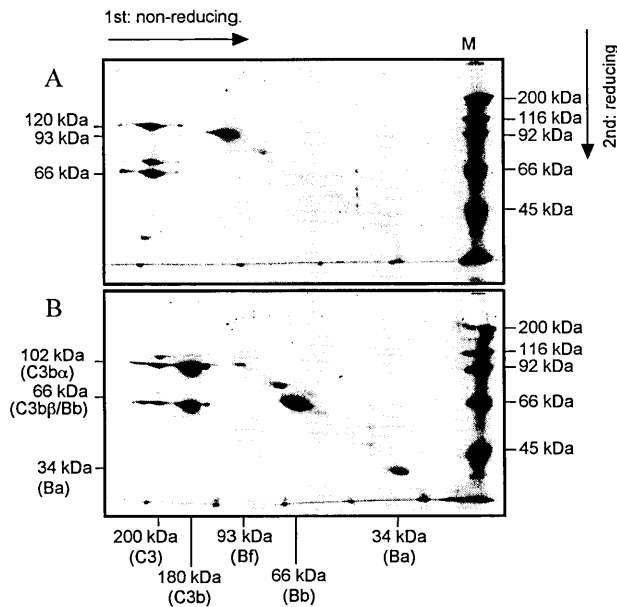 1st: non-reducing.
M
2nd: reducing
A
120 kDa
93 kDa
66 kDa
200 kDa
116 kDa
92 kDa
66 kDa
45 kDa
B
102 kDa
(C3bα)
66 kDa
(C3bβ/Bb)
34 kDa
(Ba)
200 kDa
116 kDa
92 kDa
66 kDa
45 kDa
200 kDa
(C3)
93 kDa
(Bf)
34 kDa
(Ba)
180 kDa
(C3b)
66 kDa
(Bb)